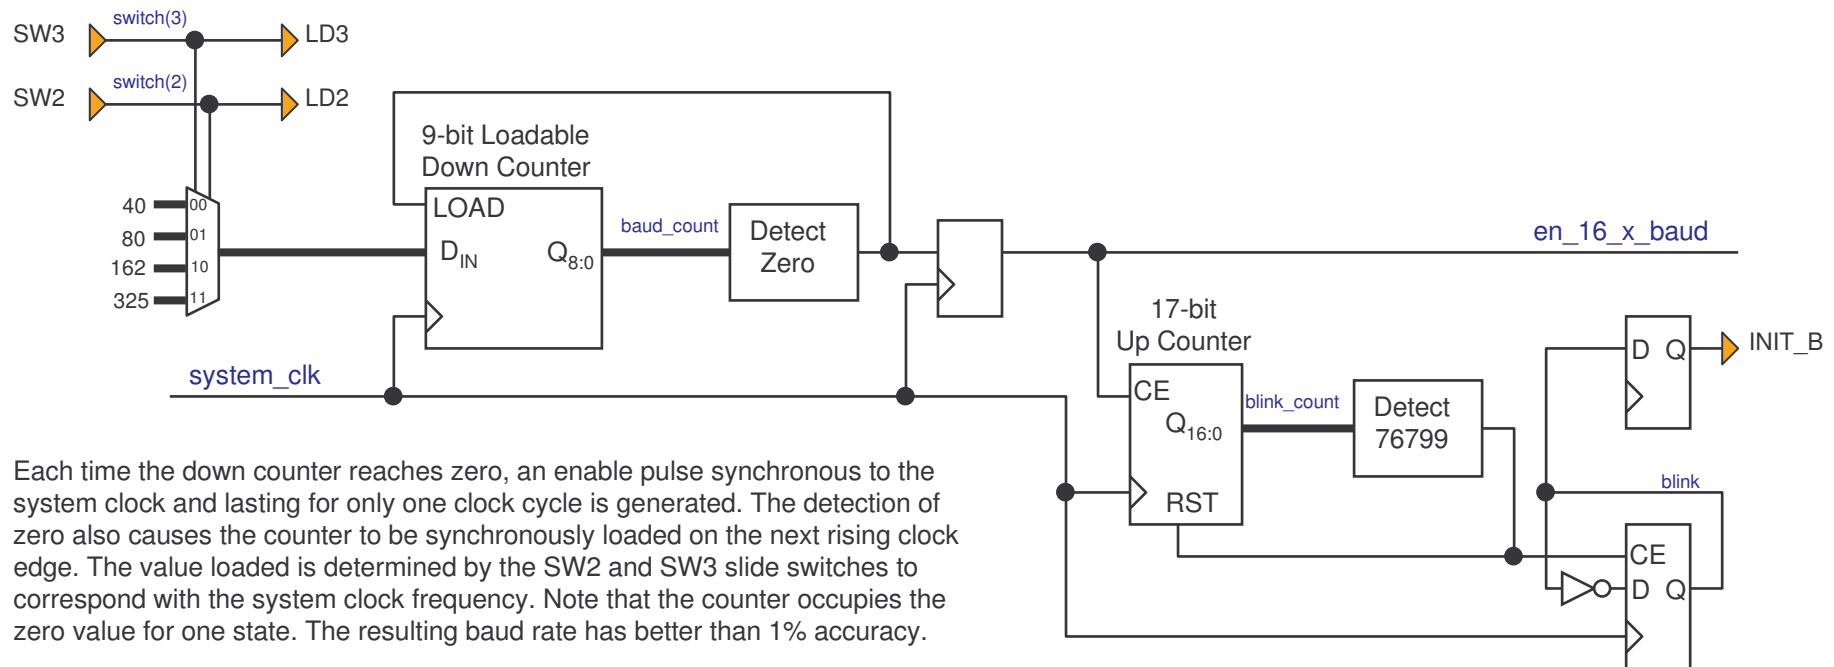 SW3
switch(3)
LD3
SW2
switch(2)
LD2
9-bit Loadable
Down Counter
40
00
80
01
162
10
325
11
LOAD
DIN
Q8:0
baud_count
Detect
Zero
en_16_x_baud
system_clk
17-bit
Up Counter
CE
Q16:0
RST
blink_count
Detect
76799
D Q
INIT_B
blink
CE
D Q
Each time the down counter reaches zero, an enable pulse synchronous to the
system clock and lasting for only one clock cycle is generated. The detection of
zero also causes the counter to be synchronously loaded on the next rising clock
edge. The value loaded is determined by the SW2 and SW3 slide switches to
correspond with the system clock frequency. Note that the counter occupies the
zero value for one state. The resulting baud rate has better than 1% accuracy.